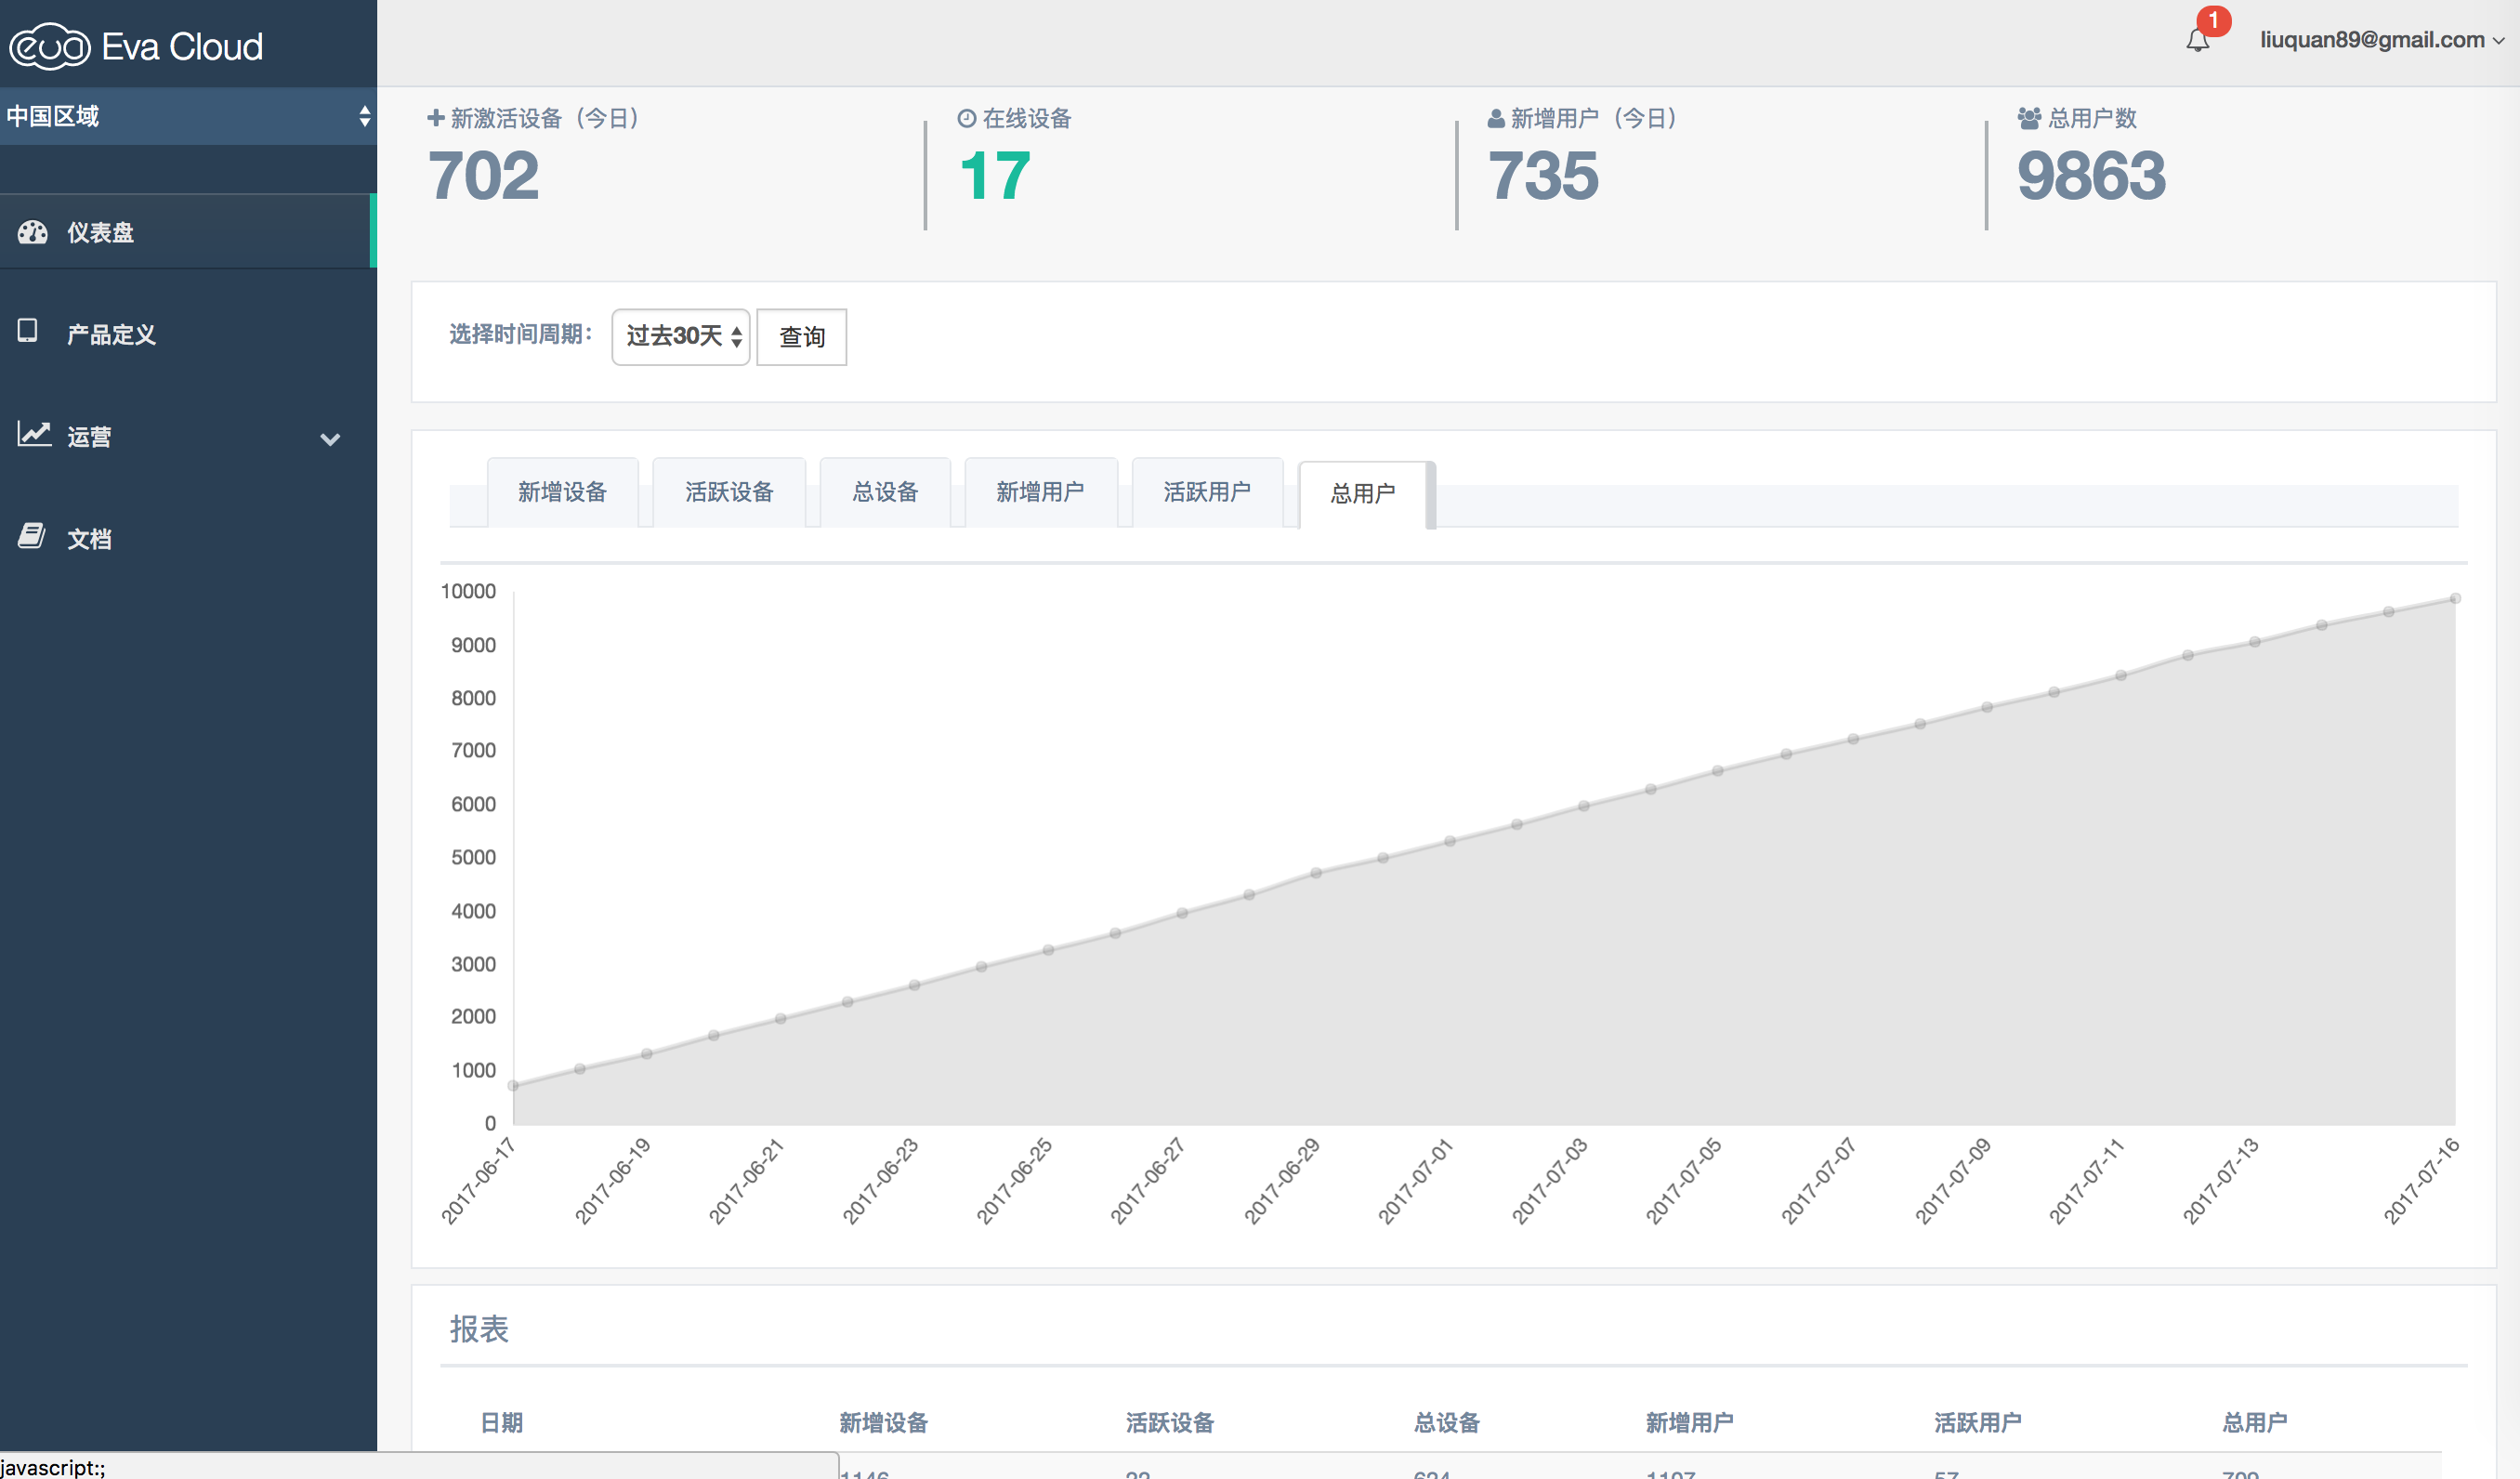 eva Eva Cloud
1
liuquan89@gmail.com
中国区域
仪表盘
产品定义
运营
文档
新激活设备（今日）
702
在线设备
17
新增用户（今日）
735
总用户数
9863
选择时间周期：
过去30天
查询
新增设备 活跃设备 总设备 新增用户 活跃用户 总用户
10000
9000
8000
7000
6000
5000
4000
3000
2000
1000
0
2017-06-17 2017-06-19 2017-06-21 2017-06-23 2017-06-25 2017-06-27 2017-06-29 2017-07-01 2017-07-03 2017-07-05 2017-07-07 2017-07-09 2017-07-11 2017-07-13 2017-07-16
报表
日期 新增设备 活跃设备 总设备 新增用户 活跃用户 总用户
javascript:;